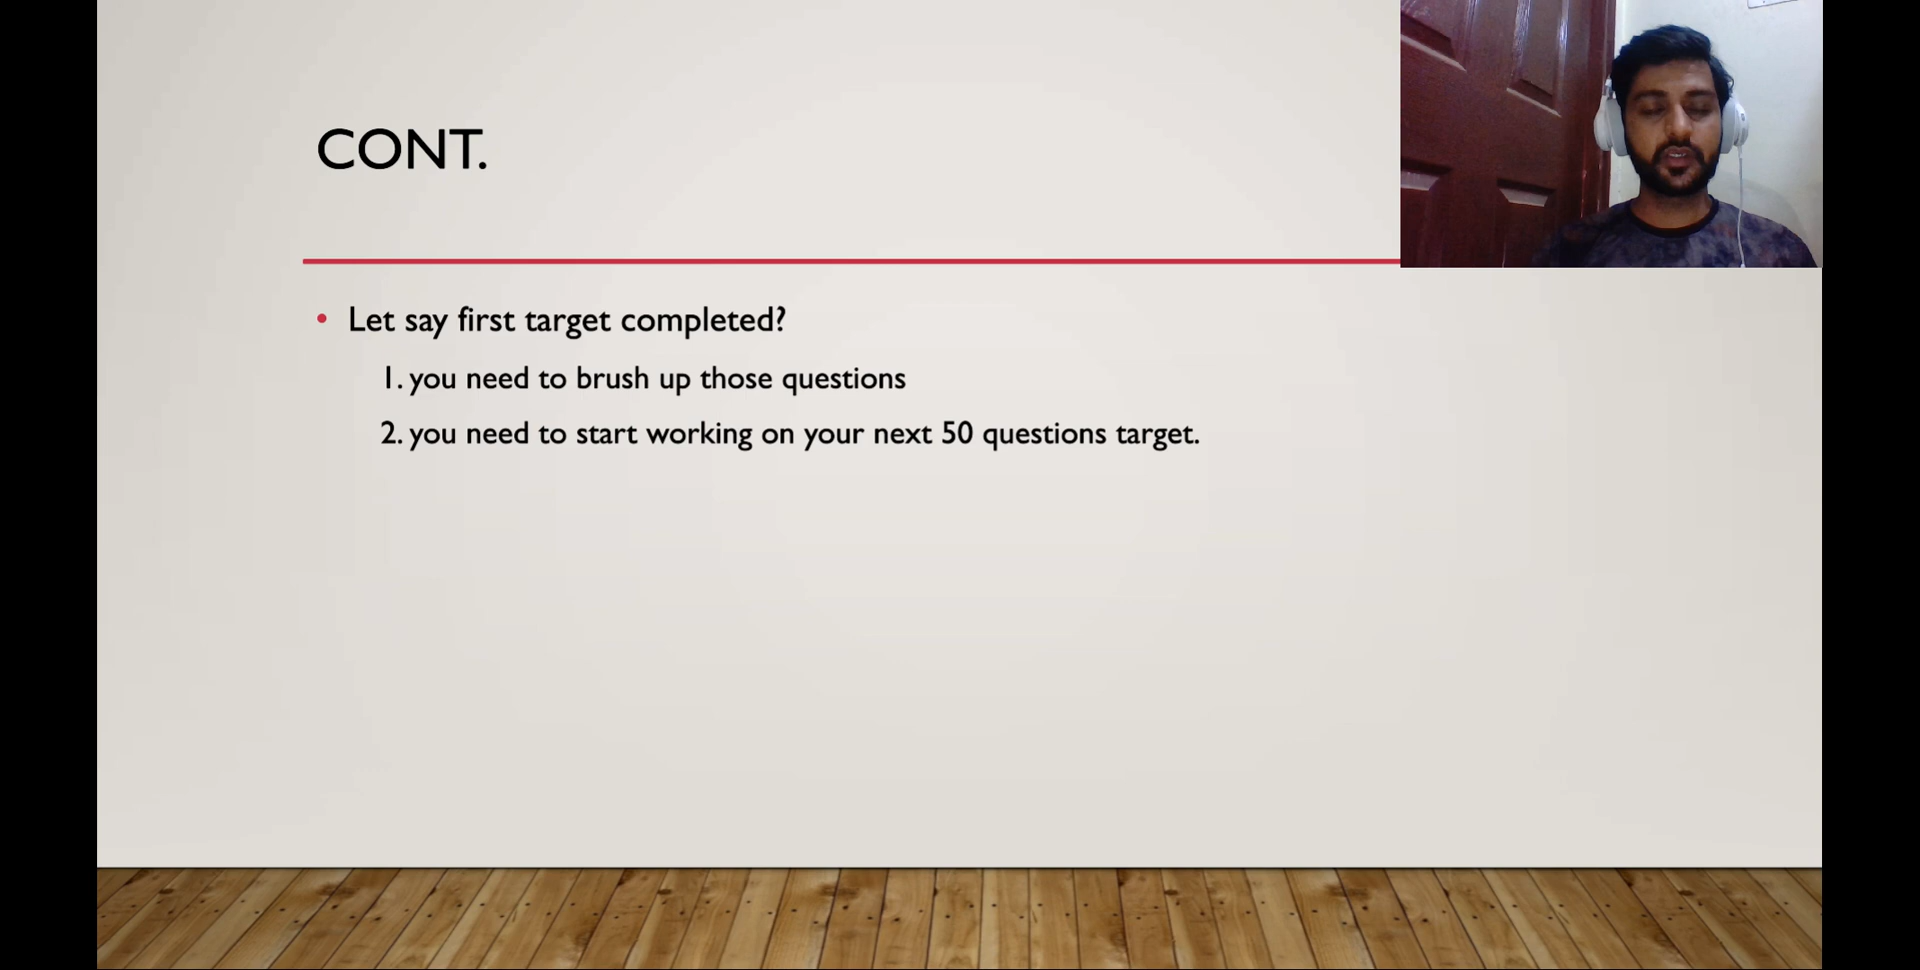 CONT.
• Let say first target completed?
1. you need to brush up those questions
2. you need to start working on your next 50 questions target.